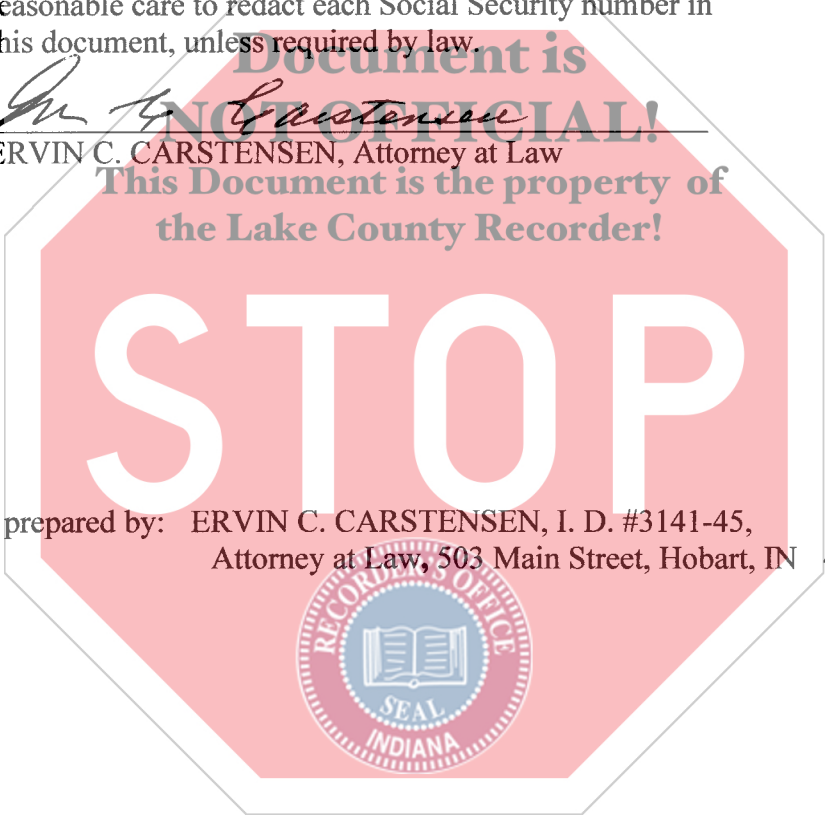 easonable care to redact each Social Security number in
his document, unless required by law.
Document is
NOT OFFICIAL!
Carstensen
ERVIN C. CARSTENSEN, Attorney at Law
This Document is the property of
the Lake County Recorder!
STOP
prepared by: ERVIN C. CARSTENSEN, I. D. #3141-45,
Attorney at Law, 503 Main Street, Hobart, IN
RECORDER'S OFFICE
SEAL
INDIANA